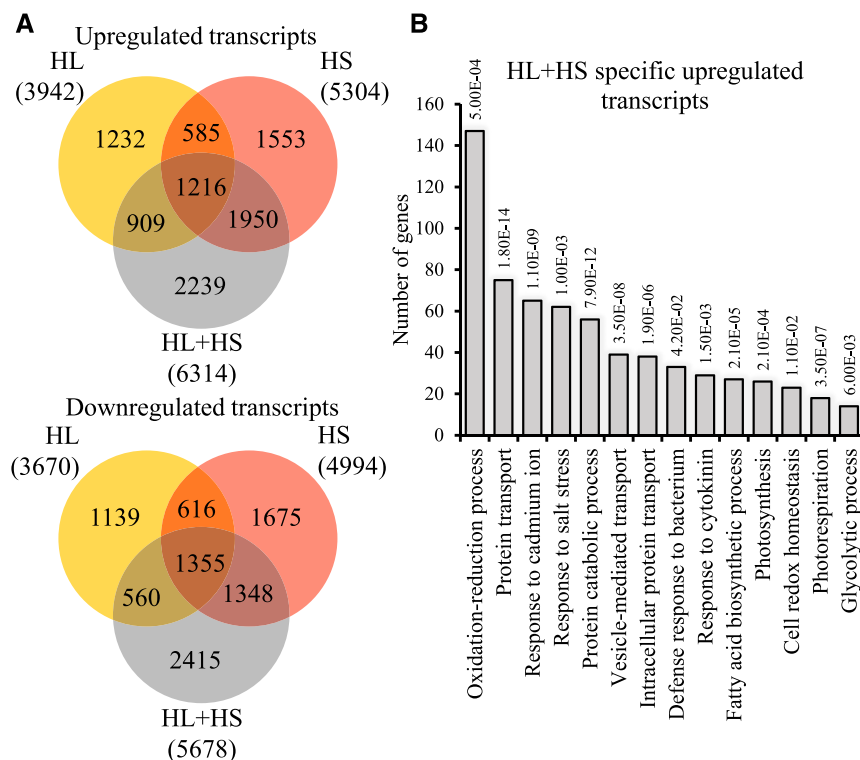 A
Upregulated transcripts
HL
(3942)
HS
(5304)
1232
585
1553
1216
909
1950
2239
HL+HS
(6314)
Downregulated transcripts
HL
(3670)
HS
(4994)
1139
616
1675
1355
560
1348
2415
HL+HS
(5678)
B
HL+HS specific upregulated
transcripts
Number of genes
160
140
120
100
80
60
40
20
0
5.00E-04
1.80E-14
1.10E-09
1.00E-03
7.90E-12
3.50E-08
1.90E-06
4.20E-02
1.50E-03
2.10E-05
2.10E-04
1.10E-02
3.50E-07
6.00E-03
Oxidation-reduction process
Protein transport
Response to cadmium ion
Response to salt stress
Protein catabolic process
Vesicle-mediated transport
Intracellular protein transport
Defense response to bacterium
Response to cytokinin
Fatty acid biosynthetic process
Photosynthesis
Cell redox homeostasis
Photorespiration
Glycolytic process